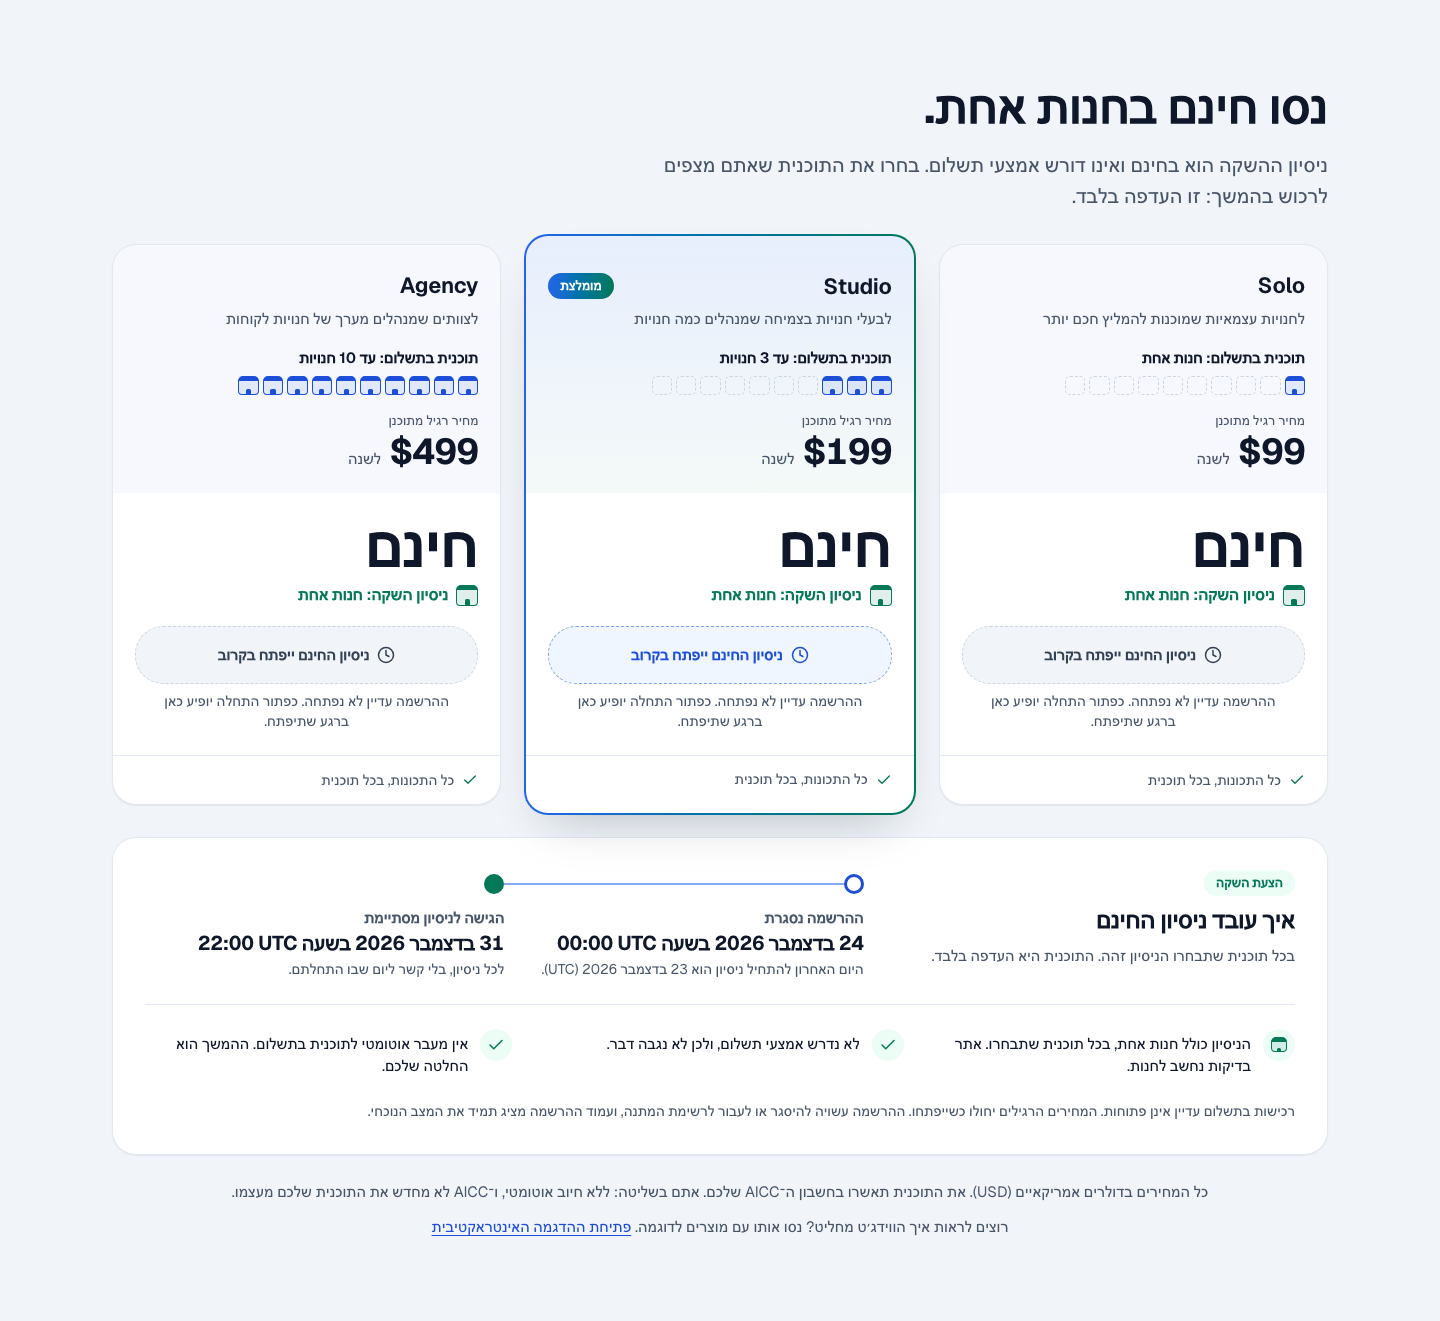 נסו חינם בחנות אחת.
ניסיון ההשקה הוא בחינם ואינו דורש אמצעי תשלום. בחרו את התוכנית שאתם מצפים
לרכוש בהמשך: זו העדפה בלבד.
Solo
לחנויות עצמאיות שמוכנות להמליץ חכם יותר
תוכנית בתשלום: חנות אחת
מחיר רגיל מתוכנן
$99 לשנה
חינם
ניסיון השקה: חנות אחת
ניסיון החינם ייפתח בקרוב
ההרשמה עדיין לא נפתחה. כפתור התחלה יופיע כאן
ברגע שתיפתח.
כל התכונות, בכל תוכנית
Studio
מומלצת
לבעלי חנויות בצמיחה שמנהלים כמה חנויות
תוכנית בתשלום: עד 3 חנויות
מחיר רגיל מתוכנן
$199 לשנה
חינם
ניסיון השקה: חנות אחת
ניסיון החינם ייפתח בקרוב
ההרשמה עדיין לא נפתחה. כפתור התחלה יופיע כאן
ברגע שתיפתח.
כל התכונות, בכל תוכנית
Agency
לצוותים שמנהלים מערך של חנויות לקוחות
תוכנית בתשלום: עד 10 חנויות
מחיר רגיל מתוכנן
$499 לשנה
חינם
ניסיון השקה: חנות אחת
ניסיון החינם ייפתח בקרוב
ההרשמה עדיין לא נפתחה. כפתור התחלה יופיע כאן
ברגע שתיפתח.
כל התכונות, בכל תוכנית
הצעת השקה
איך עובד ניסיון החינם
בכל תוכנית שתבחרו הניסיון זהה. התוכנית היא העדפה בלבד.
ההרשמה נסגרת
24 בדצמבר 2026 בשעה 00:00 UTC
היום האחרון להתחיל ניסיון הוא 23 בדצמבר 2026 (UTC).
הגישה לניסיון מסתיימת
31 בדצמבר 2026 בשעה 22:00 UTC
לכל ניסיון, בלי קשר ליום שבו התחלתם.
הניסיון כולל חנות אחת, בכל תוכנית שתבחרו. אתר
בדיקות נחשב לחנות.
לא נדרש אמצעי תשלום, ולכן לא נגבה דבר.
אין מעבר אוטומטי לתוכנית בתשלום. ההמשך הוא
החלטה שלכם.
רכישות בתשלום עדיין אינן פתוחות. המחירים הרגילים יחולו כשייפתחו. ההרשמה עשויה להיסגר או לעבור לרשימת המתנה, ועמוד ההרשמה מציג תמיד את המצב הנוכחי.
כל המחירים בדולרים אמריקאיים (USD). את התוכנית תאשרו בחשבון ה־AICC שלכם. אתם בשליטה: ללא חיוב אוטומטי, ו־AICC לא מחדש את התוכנית שלכם מעצמו.
רוצים לראות איך הווידג׳ט מחליט? נסו אותו עם מוצרים לדוגמה. פתיחת ההדגמה האינטראקטיבית